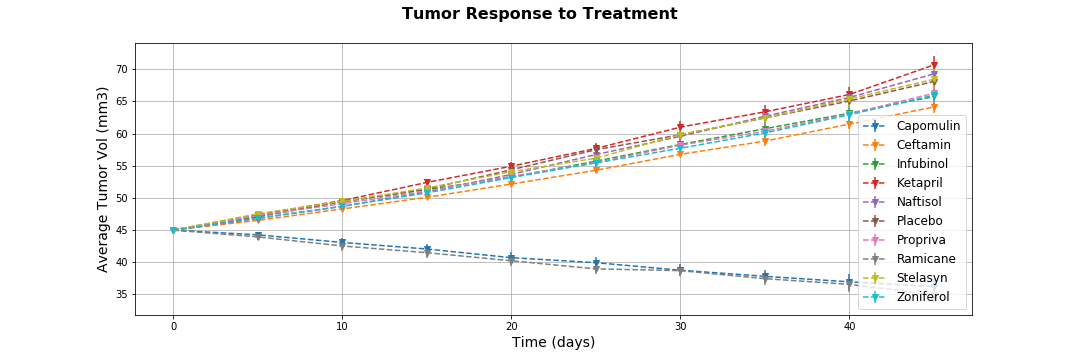 Tumor Response to Treatment
Average Tumor Vol (mm3)
70
65
60
55
50
45
40
35
0
10
20
30
40
Time (days)
Capomulin
Ceftamin
Infubinol
Ketapril
Naftisol
Placebo
Propriva
Ramicane
Stelasyn
Zoniferol